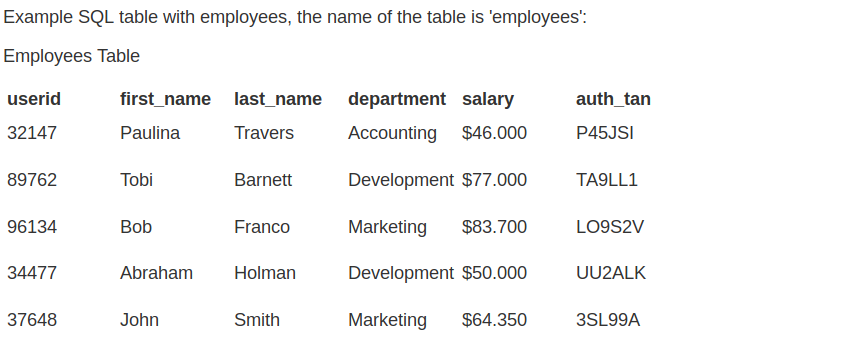 Example SQL table with employees, the name of the table is 'employees':
Employees Table
userid first_name last_name department salary auth_tan
32147 Paulina Travers Accounting $46.000 P45JSI
89762 Tobi Barnett Development $77.000 TA9LL1
96134 Bob Franco Marketing $83.700 LO9S2V
34477 Abraham Holman Development $50.000 UU2ALK
37648 John Smith Marketing $64.350 3SL99A